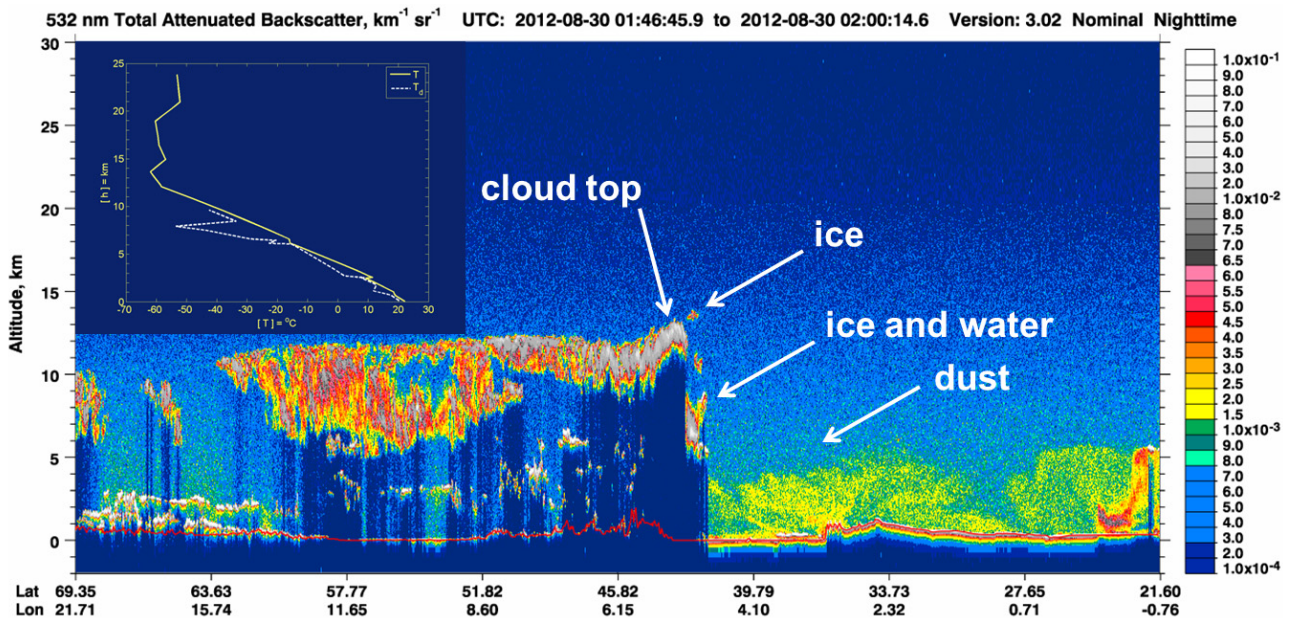 532 nm Total Attenuated Backscatter, km⁻¹ sr⁻¹ UTC: 2012-08-30 01:46:45.9 to 2012-08-30 02:00:14.6 Version: 3.02 Nominal Nighttime
30
25
20
15
10
5
0
Altitude, km
25
20
15
10
5
0
[ h ] = km
-70 -60 -50 -40 -30 -20 -10 0 10 20 30
[ T ] = °C
T
T_d
cloud top
ice
ice and water
dust
1.0x10⁻¹
9.0
8.0
7.0
6.0
5.0
4.0
3.0
2.0
1.0x10⁻²
8.0
7.5
7.0
6.5
6.0
5.5
5.0
4.5
4.0
3.5
3.0
2.5
2.0
1.5
1.0x10⁻³
9.0
8.0
7.0
6.0
5.0
4.0
3.0
2.0
1.0x10⁻⁴
Lat 69.35 63.63 57.77 51.82 45.82 39.79 33.73 27.65 21.60
Lon 21.71 15.74 11.65 8.60 6.15 4.10 2.32 0.71 -0.76